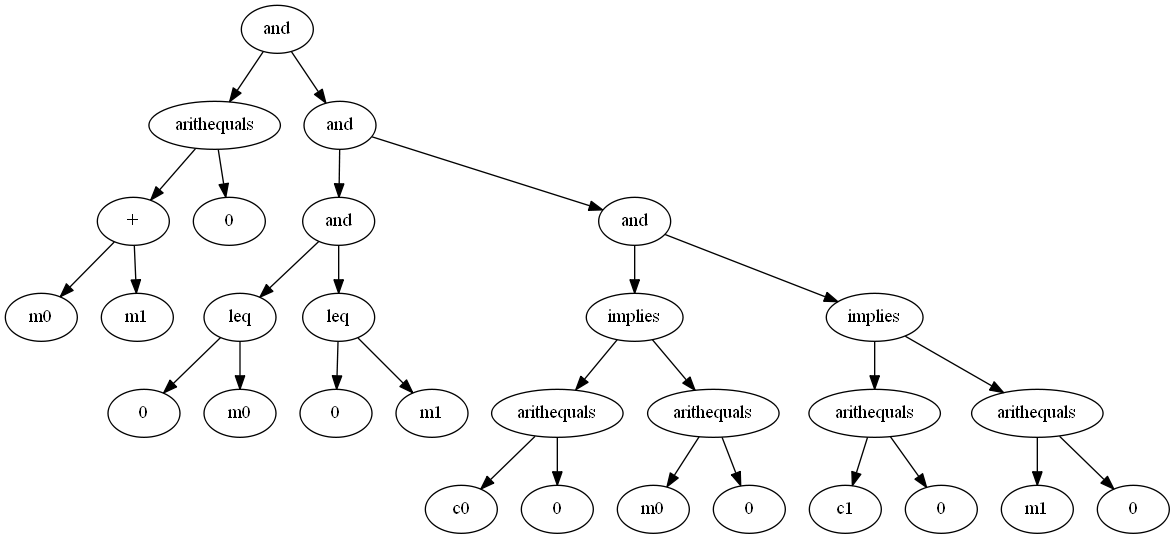 and
arithequals and
+ 0 and and
m0 m1 leq leq implies implies
0 m0 0 m1 arithequals arithequals arithequals arithequals
c0 0 m0 0 c1 0 m1 0